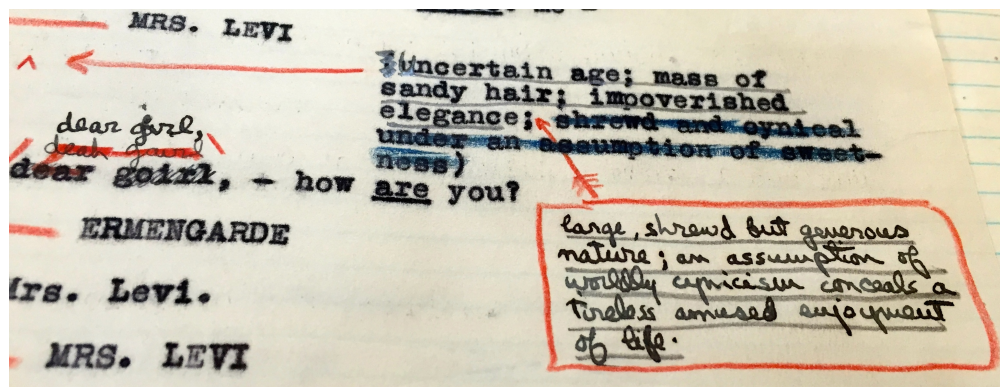 MRS. LEVI
(Uncertain age; mass of
sandy hair; impoverished
elegance; shrewd and cynical
under an assumption of sweet-
ness)
dear girl,
dear goirl, - how are you?
large, shrewd but generous
nature; an assumption of
worldly cynicism conceals a
tireless amused enjoyment
of life.
ERMENGARDE
Mrs. Levi.
MRS. LEVI